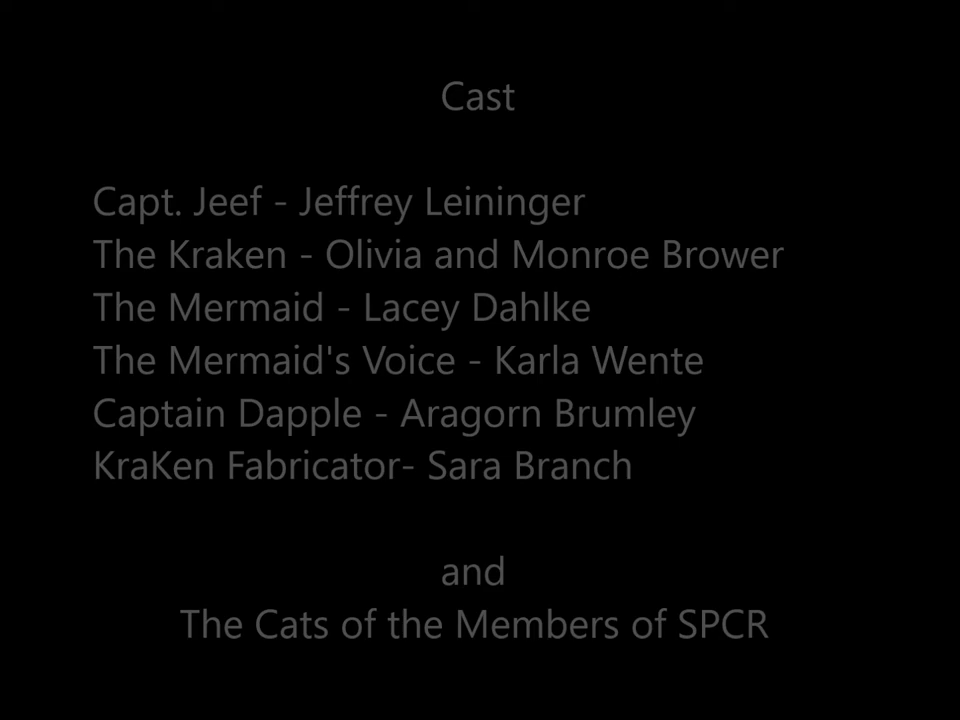 Cast
Capt. Jeef - Jeffrey Leininger
The Kraken - Olivia and Monroe Brower
The Mermaid - Lacey Dahlke
The Mermaid's Voice - Karla Wente
Captain Dapple - Aragorn Brumley
KraKen Fabricator- Sara Branch
and
The Cats of the Members of SPCR